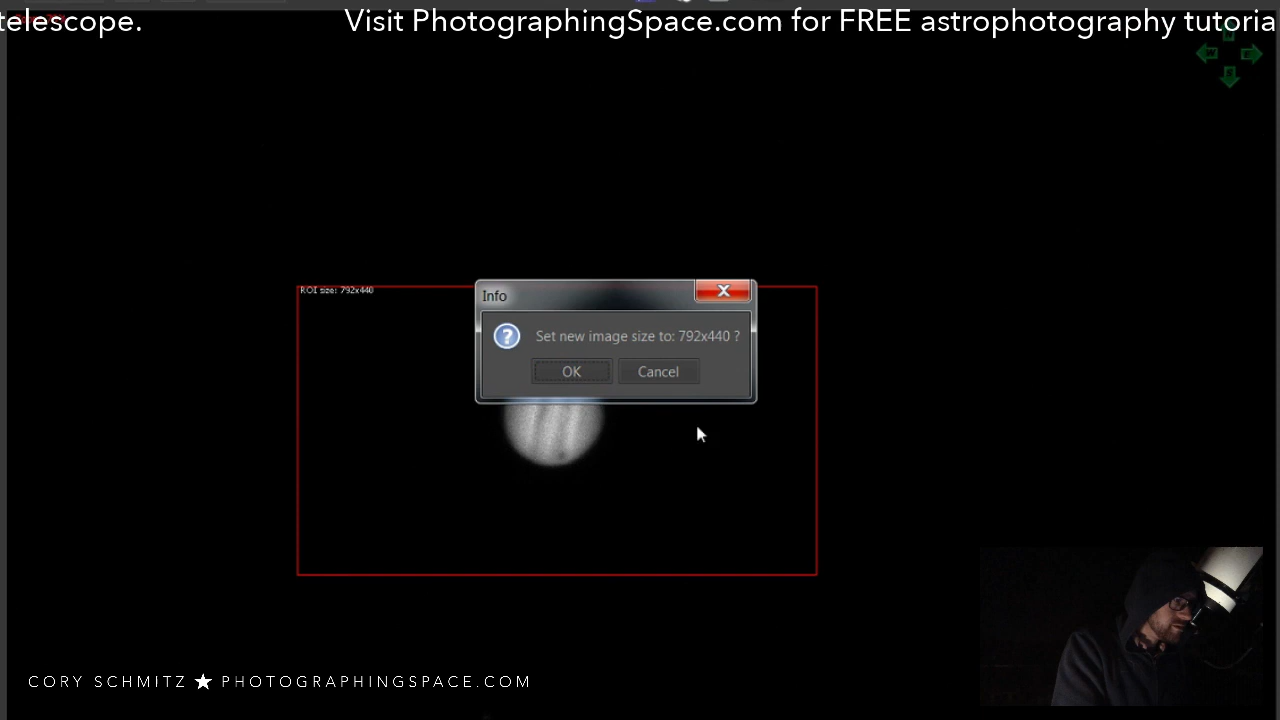 telescope. Visit PhotographingSpace.com for FREE astrophotography tutoria
W
S
ROI size: 792x440
Info
Set new image size to: 792x440 ?
OK Cancel
CORY SCHMITZ ★ PHOTOGRAPHINGSPACE.COM